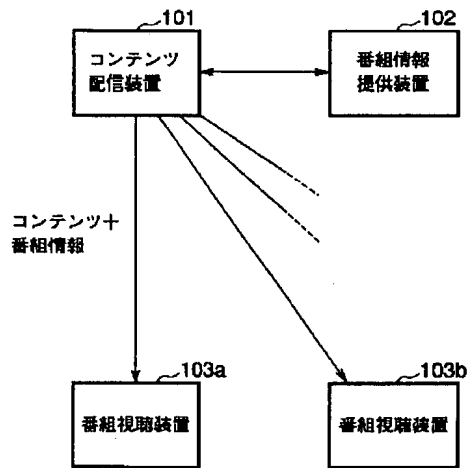 101
102
コンテンツ
配信装置
番組情報
提供装置
コンテンツ+
番組情報
103a
103b
番組視聴装置
番組視聴装置